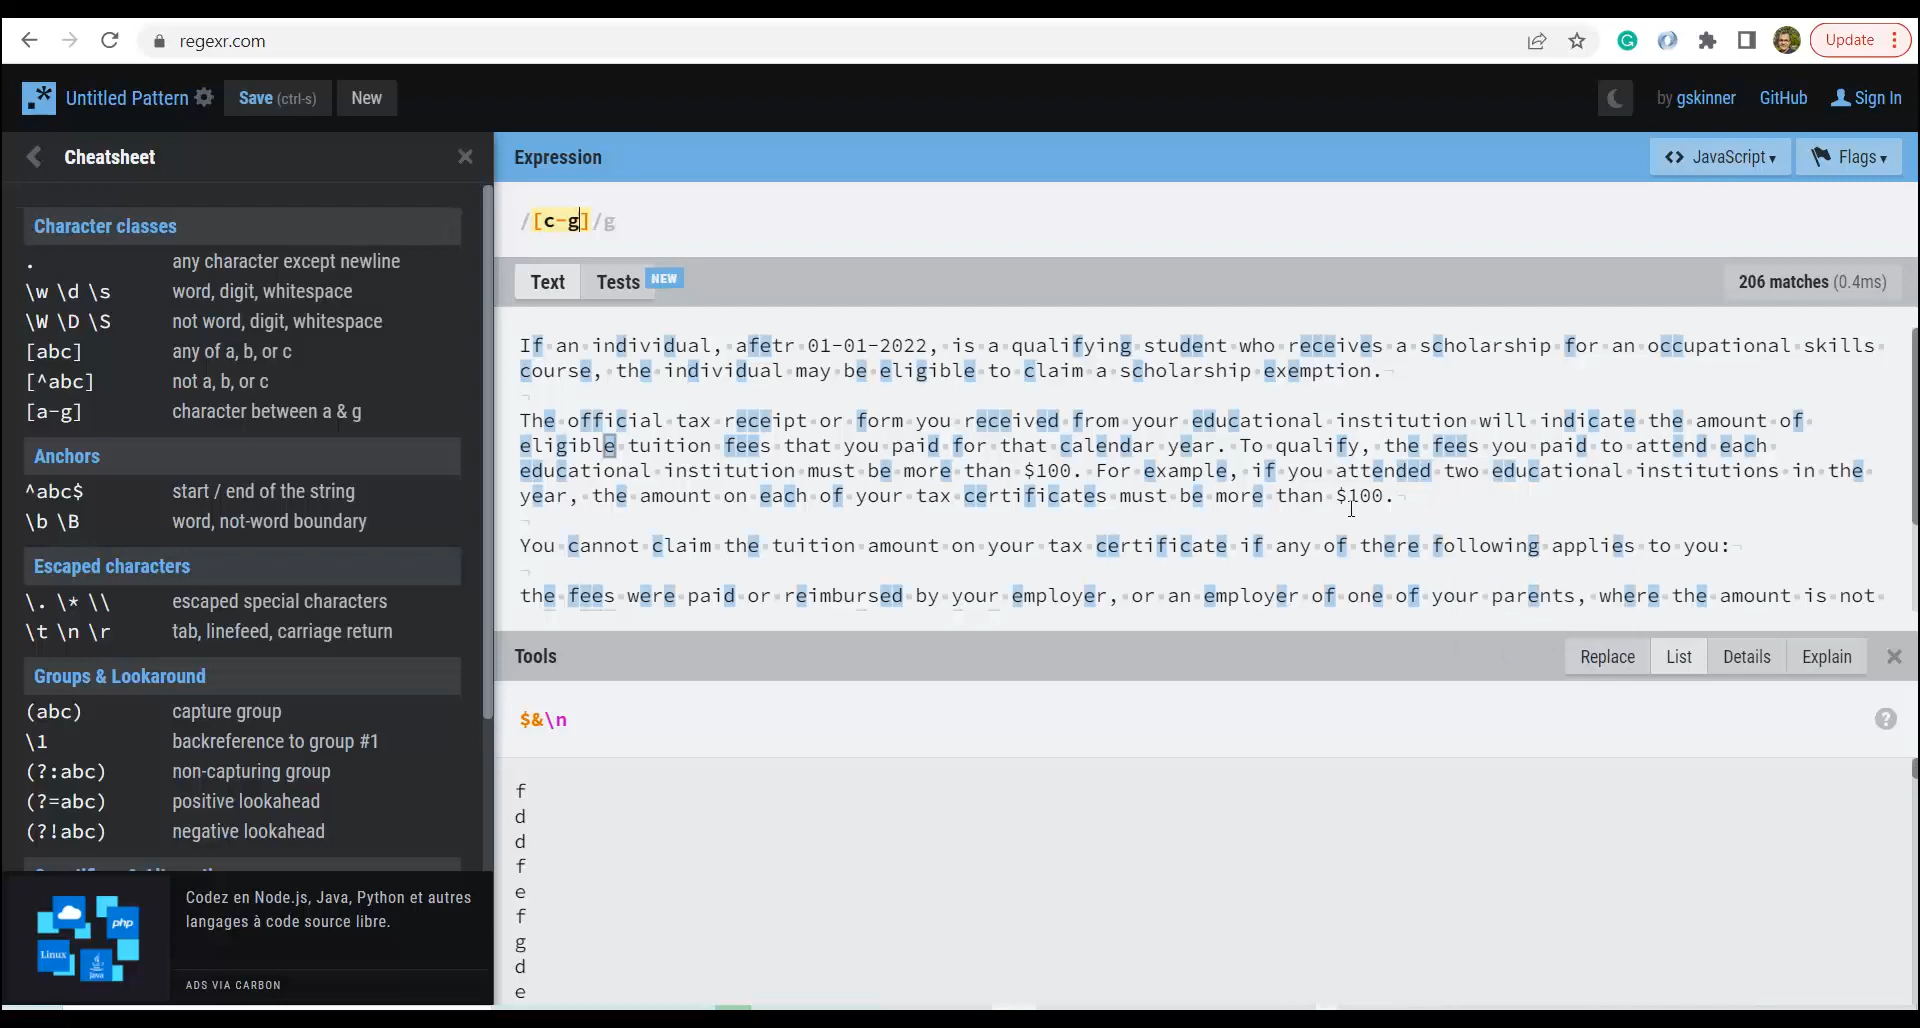 regexr.com
Update
Untitled Pattern
Save (ctrl-s)
New
by gskinner
GitHub
Sign In
Cheatsheet
Character classes
. any character except newline
\w \d \s word, digit, whitespace
\W \D \S not word, digit, whitespace
[abc] any of a, b, or c
[^abc] not a, b, or c
[a-g] character between a & g
Anchors
^abc$ start / end of the string
\b \B word, not-word boundary
Escaped characters
\. \* \\ escaped special characters
\t \n \r tab, linefeed, carriage return
Groups & Lookaround
(abc) capture group
\1 backreference to group #1
(?:abc) non-capturing group
(?=abc) positive lookahead
(?!abc) negative lookahead
php
Linux
Java
Codez en Node.js, Java, Python et autres
langages à code source libre.
ADS VIA CARBON
Expression
<> JavaScript
Flags
/[c-g]/g
Text
Tests
NEW
206 matches (0.4ms)
If an individual, afetr 01-01-2022, is a qualifying student who receives a scholarship for an occupational skills
course, the individual may be eligible to claim a scholarship exemption.
The official tax receipt or form you received from your educational institution will indicate the amount of
eligible tuition fees that you paid for that calendar year. To qualify, the fees you paid to attend each
educational institution must be more than $100. For example, if you attended two educational institutions in the
year, the amount on each of your tax certificates must be more than $100.
You cannot claim the tuition amount on your tax certificate if any of there following applies to you:
the fees were paid or reimbursed by your employer, or an employer of one of your parents, where the amount is not
Tools
Replace
List
Details
Explain
$&\n
?
f
d
d
f
e
f
g
d
e